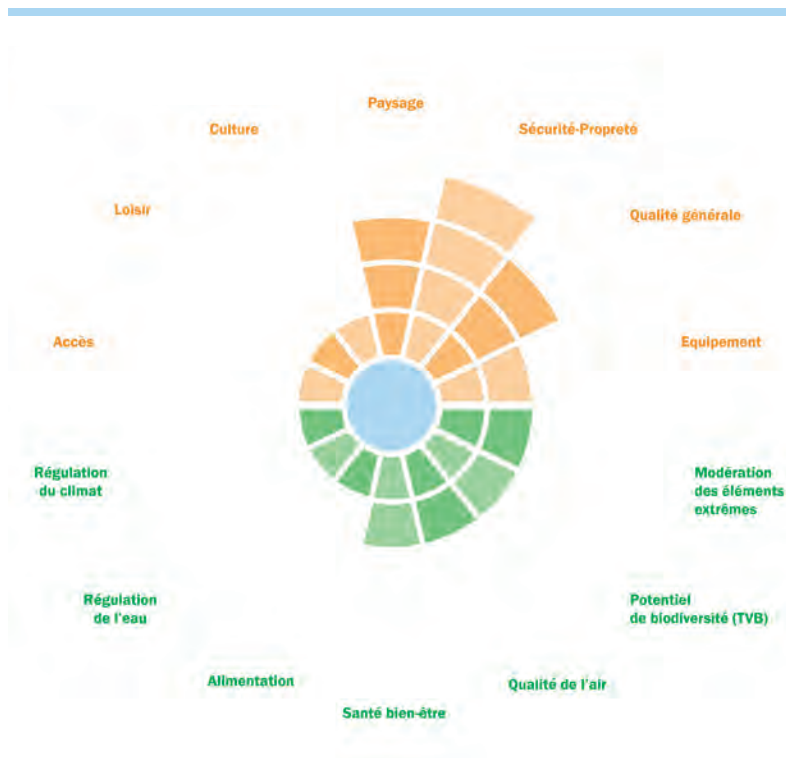 Paysage
Culture
Sécurité-Propreté
Loisir
Qualité générale
Accès
Equipement
Régulation
du climat
Modération
des éléments
extrêmes
Régulation
de l'eau
Potentiel
de biodiversité (TVB)
Alimentation
Qualité de l'air
Santé bien-être